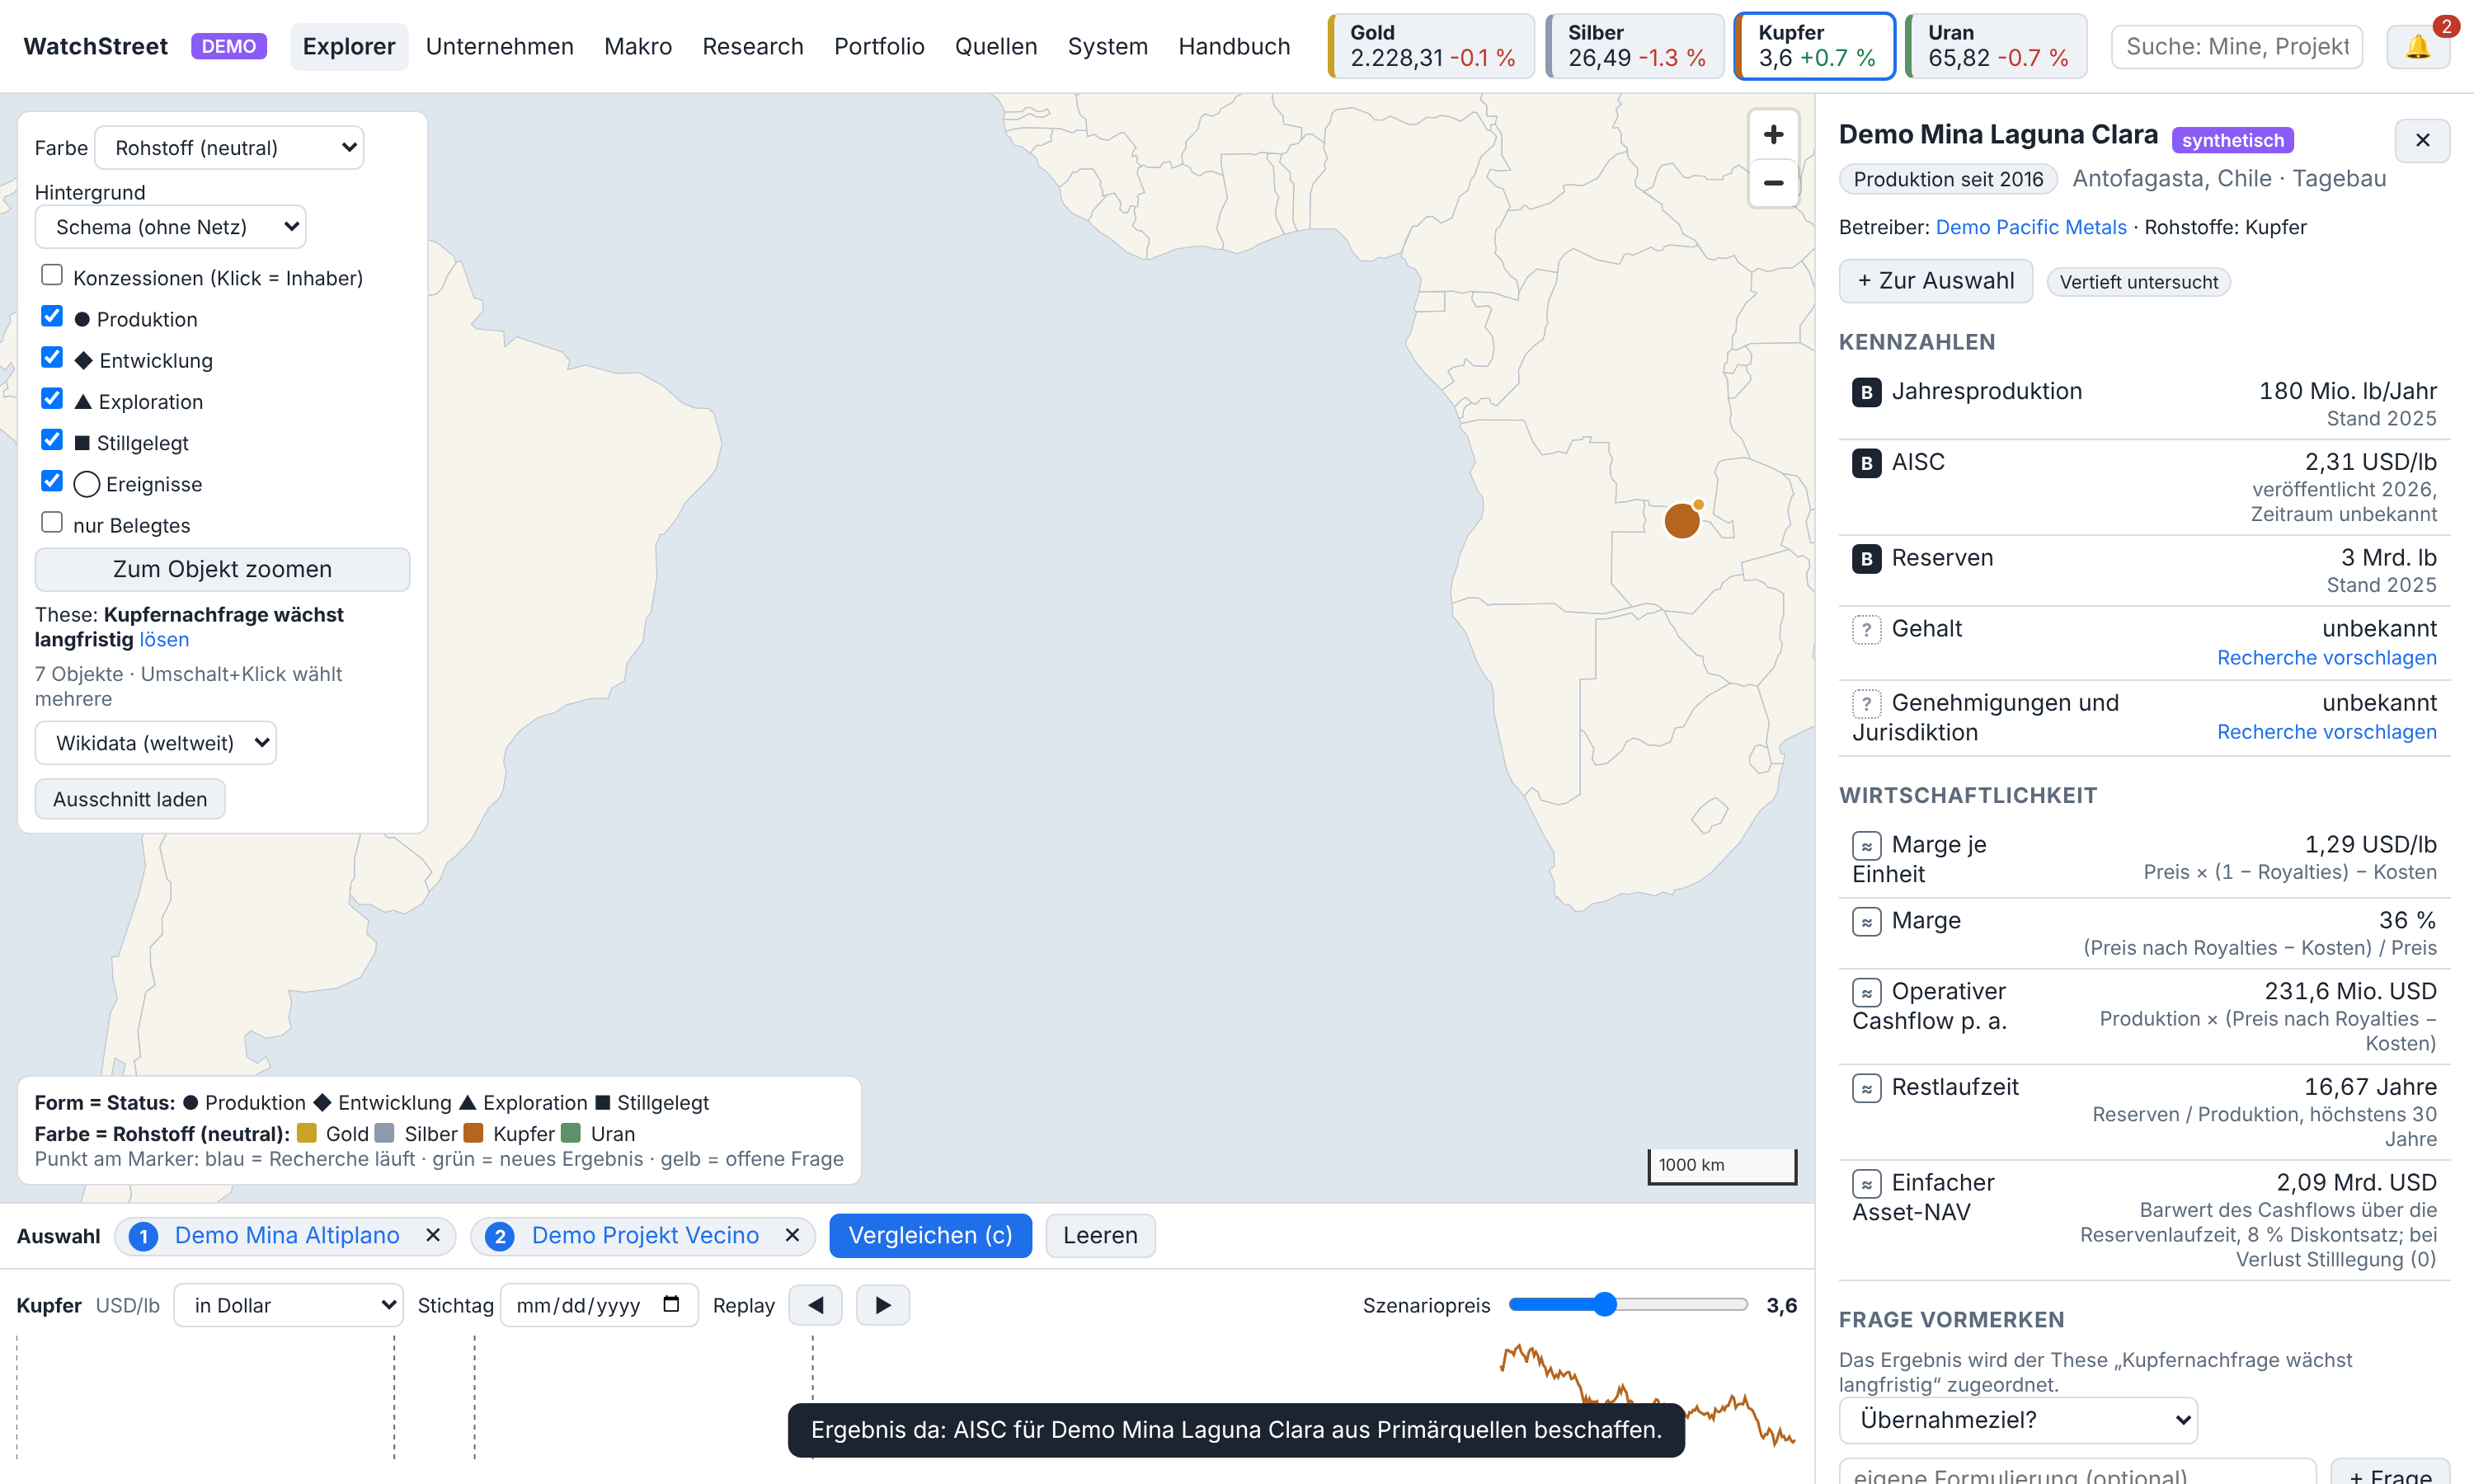 WatchStreet DEMO Explorer Unternehmen Makro Research Portfolio Quellen System Handbuch
Gold
2.228,31 -0.1 %
Silber
26,49 -1.3 %
Kupfer
3,6 +0.7 %
Uran
65,82 -0.7 %
Suche: Mine, Projekt
2
Farbe Rohstoff (neutral)
Hintergrund
Schema (ohne Netz)
Konzessionen (Klick = Inhaber)
Produktion
Entwicklung
Exploration
Stillgelegt
Ereignisse
nur Belegtes
Zum Objekt zoomen
These: Kupfernachfrage wächst
langfristig lösen
7 Objekte · Umschalt+Klick wählt
mehrere
Wikidata (weltweit)
Ausschnitt laden
+
−
Form = Status: ● Produktion ◆ Entwicklung ▲ Exploration ■ Stillgelegt
Farbe = Rohstoff (neutral): Gold Silber Kupfer Uran
Punkt am Marker: blau = Recherche läuft · grün = neues Ergebnis · gelb = offene Frage
1000 km
Auswahl 1 Demo Mina Altiplano ✕ 2 Demo Projekt Vecino ✕ Vergleichen (c) Leeren
Kupfer USD/lb in Dollar Stichtag mm/dd/yyyy Replay ◀ ▶ Szenariopreis 3,6
Ergebnis da: AISC für Demo Mina Laguna Clara aus Primärquellen beschaffen.
Demo Mina Laguna Clara synthetisch ✕
Produktion seit 2016 Antofagasta, Chile · Tagebau
Betreiber: Demo Pacific Metals · Rohstoffe: Kupfer
+ Zur Auswahl Vertieft untersucht
KENNZAHLEN
B Jahresproduktion 180 Mio. lb/Jahr
Stand 2025
B AISC 2,31 USD/lb
veröffentlicht 2026,
Zeitraum unbekannt
B Reserven 3 Mrd. lb
Stand 2025
? Gehalt unbekannt
Recherche vorschlagen
? Genehmigungen und unbekannt
Jurisdiktion Recherche vorschlagen
WIRTSCHAFTLICHKEIT
≈ Marge je 1,29 USD/lb
Einheit Preis × (1 − Royalties) − Kosten
≈ Marge 36 %
(Preis nach Royalties − Kosten) / Preis
≈ Operativer 231,6 Mio. USD
Cashflow p. a. Produktion × (Preis nach Royalties −
Kosten)
≈ Restlaufzeit 16,67 Jahre
Reserven / Produktion, höchstens 30
Jahre
≈ Einfacher 2,09 Mrd. USD
Asset-NAV Barwert des Cashflows über die
Reservenlaufzeit, 8 % Diskontsatz; bei
Verlust Stilllegung (0)
FRAGE VORMERKEN
Das Ergebnis wird der These „Kupfernachfrage wächst
langfristig“ zugeordnet.
Übernahmeziel?
eigene Formulierung (optional) + Frage